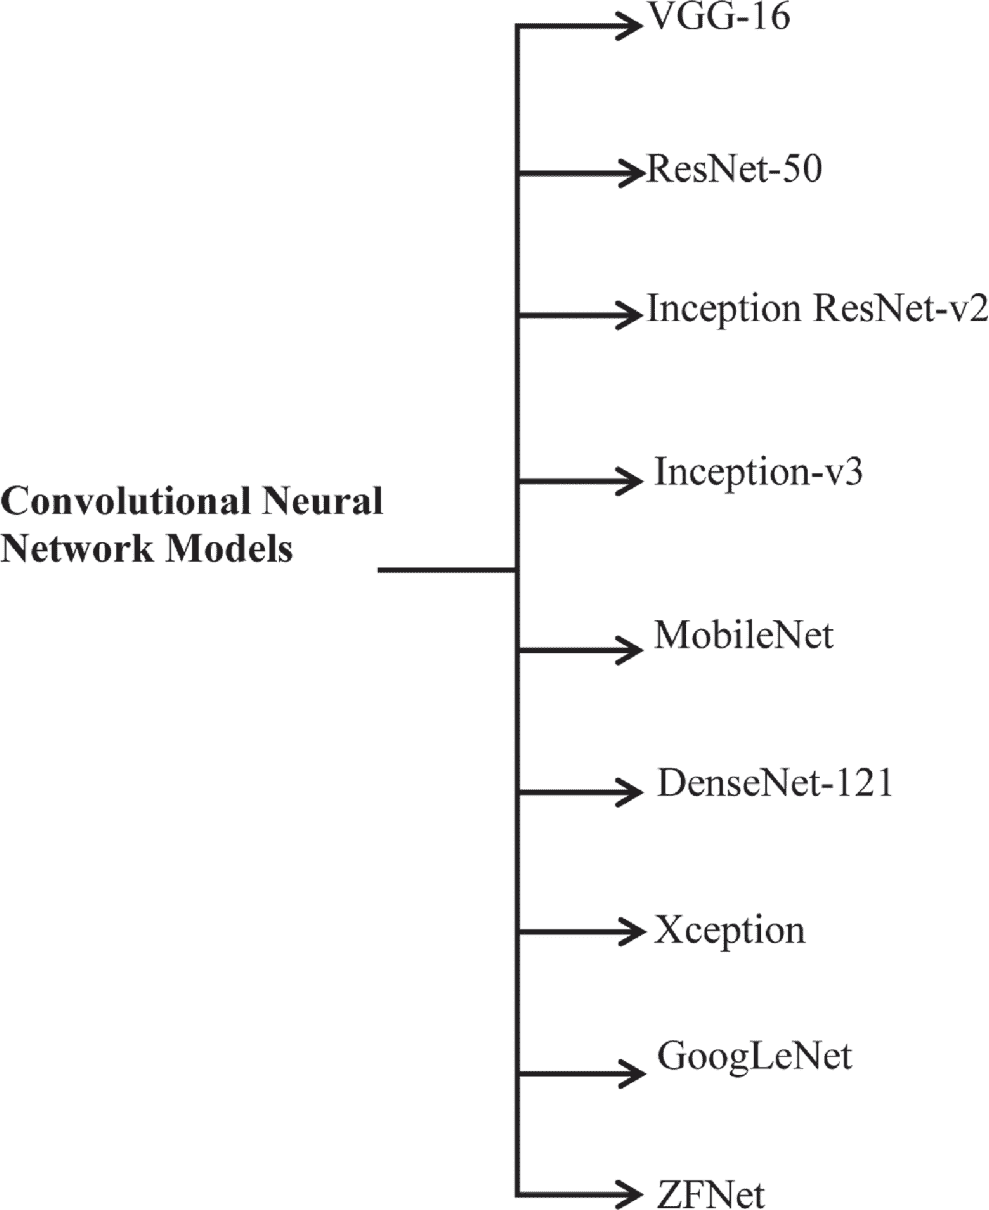 VGG-16
ResNet-50
Inception ResNet-v2
Inception-v3
Convolutional Neural
Network Models
MobileNet
DenseNet-121
Xception
GoogLeNet
ZFNet